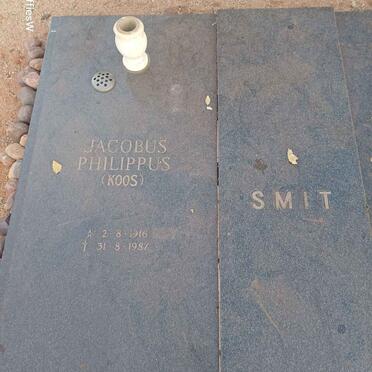 JACOBUS
PHILIPPUS
(KOOS)
2-8-1916
† 31-8-1987
SMIT